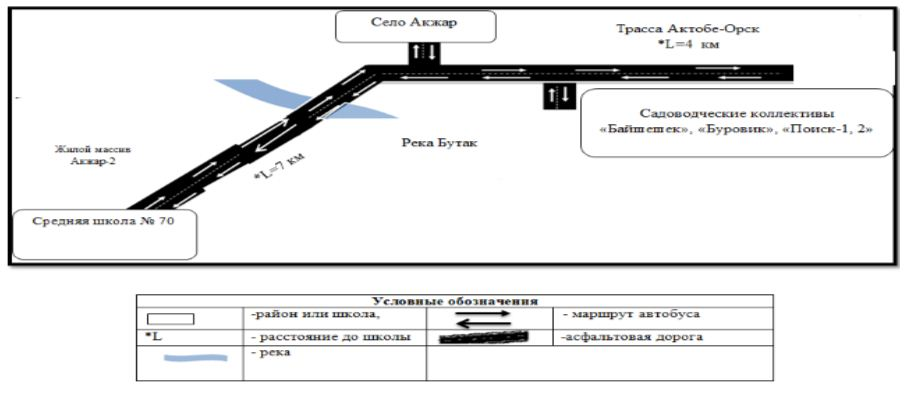 Село Акжар
Трасса Актобе-Орск
*L=4 км
Садоводческие коллективы
«Байшешек», «Буровик», «Поиск-1, 2»
Река Бутак
Жилой массив
Акжар-2
*L=7 км
Средняя школа № 70
Условные обозначения
-район или школа,
- маршрут автобуса
*L
- расстояние до школы
-асфальтовая дорога
- река